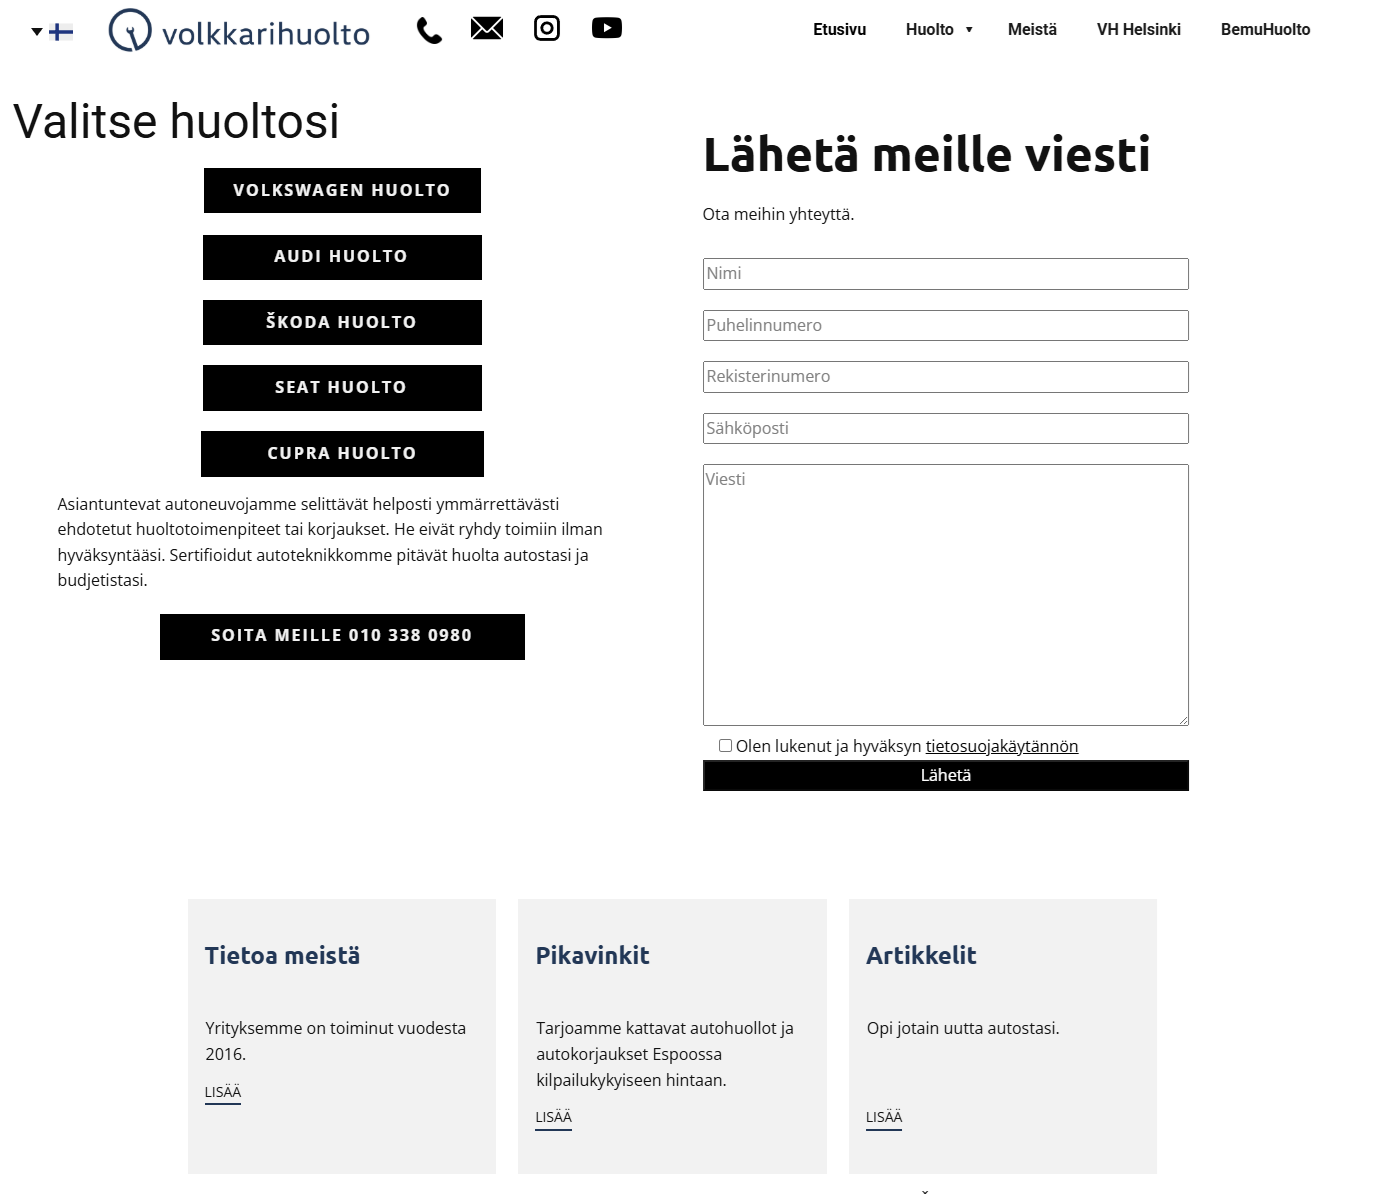 volkkarihuolto
Etusivu
Huolto
Meistä
VH Helsinki
BemuHuolto
Valitse huoltosi
VOLKSWAGEN HUOLTO
AUDI HUOLTO
ŠKODA HUOLTO
SEAT HUOLTO
CUPRA HUOLTO
Asiantuntevat autoneuvojamme selittävät helposti ymmärrettävästi
ehdotetut huoltotoimenpiteet tai korjaukset. He eivät ryhdy toimiin ilman
hyväksyntääsi. Sertifioidut autoteknikkomme pitävät huolta autostasi ja
budjetistasi.
SOITA MEILLE 010 338 0980
Lähetä meille viesti
Ota meihin yhteyttä.
Nimi
Puhelinnumero
Rekisterinumero
Sähköposti
Viesti
Olen lukenut ja hyväksyn tietosuojakäytännön
Lähetä
Tietoa meistä
Yrityksemme on toiminut vuodesta
2016.
LISÄÄ
Pikavinkit
Tarjoamme kattavat autohuollot ja
autokorjaukset Espoossa
kilpailukykyiseen hintaan.
LISÄÄ
Artikkelit
Opi jotain uutta autostasi.
LISÄÄ